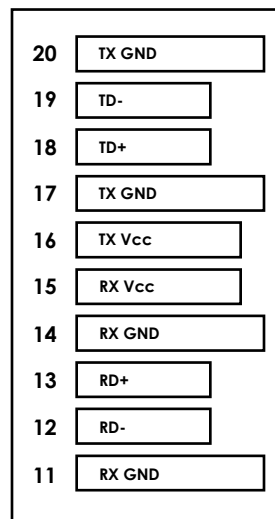 20 TX GND
19 TD-
18 TD+
17 TX GND
16 TX Vcc
15 RX Vcc
14 RX GND
13 RD+
12 RD-
11 RX GND